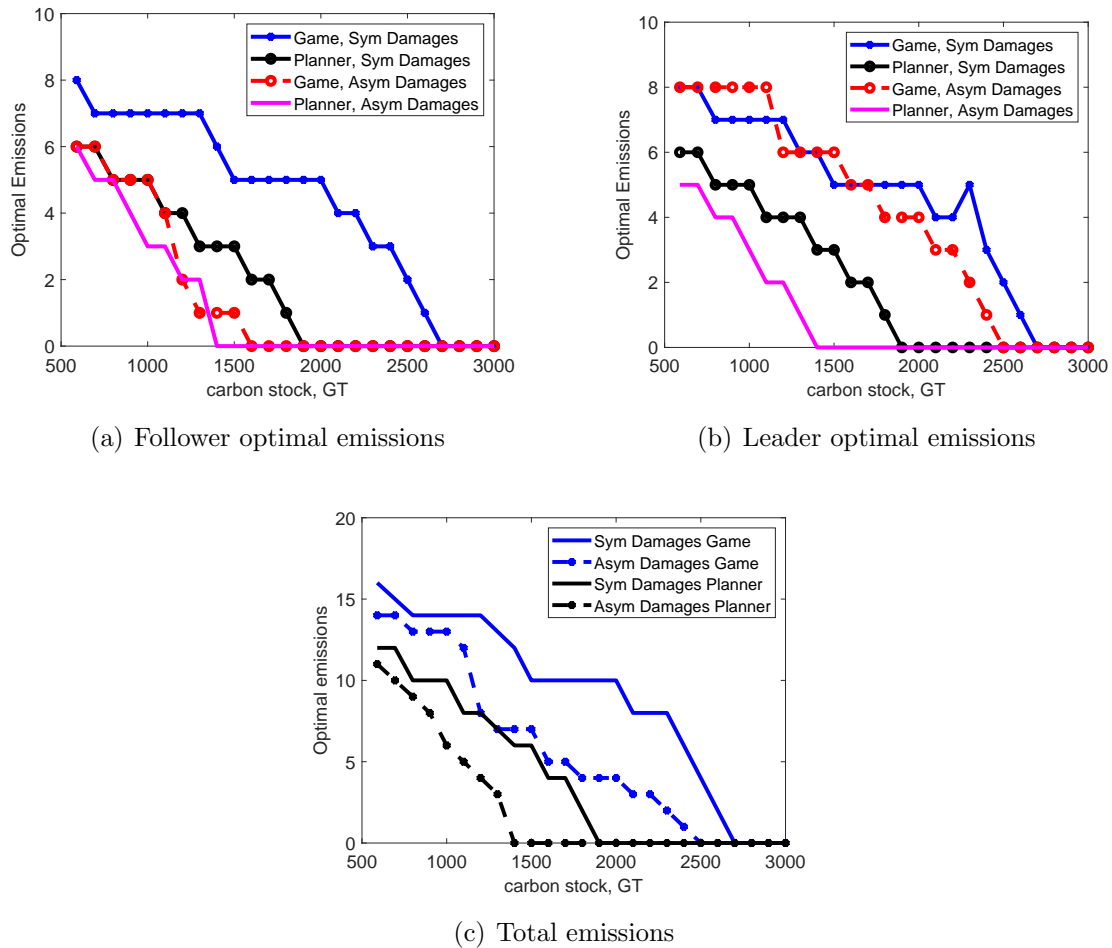 10
8
6
4
2
0
Optimal Emissions
Game, Sym Damages
Planner, Sym Damages
Game, Asym Damages
Planner, Asym Damages
500 1000 1500 2000 2500 3000
carbon stock, GT
(a) Follower optimal emissions
10
8
6
4
2
0
Optimal Emissions
Game, Sym Damages
Planner, Sym Damages
Game, Asym Damages
Planner, Asym Damages
500 1000 1500 2000 2500 3000
carbon stock, GT
(b) Leader optimal emissions
20
15
10
5
0
Optimal emissions
Sym Damages Game
Asym Damages Game
Sym Damages Planner
Asym Damages Planner
500 1000 1500 2000 2500 3000
carbon stock, GT
(c) Total emissions